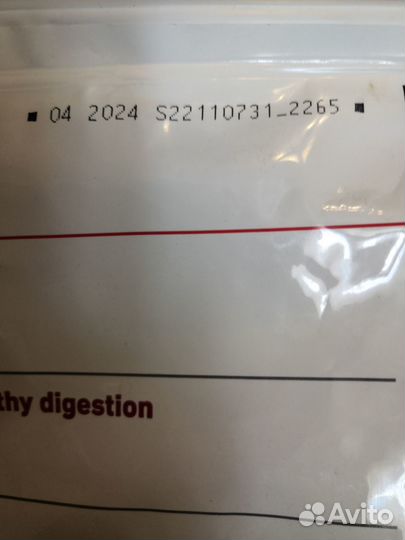 ▪ 04 2024 S22110731_2265 ▪
thy digestion
Avito